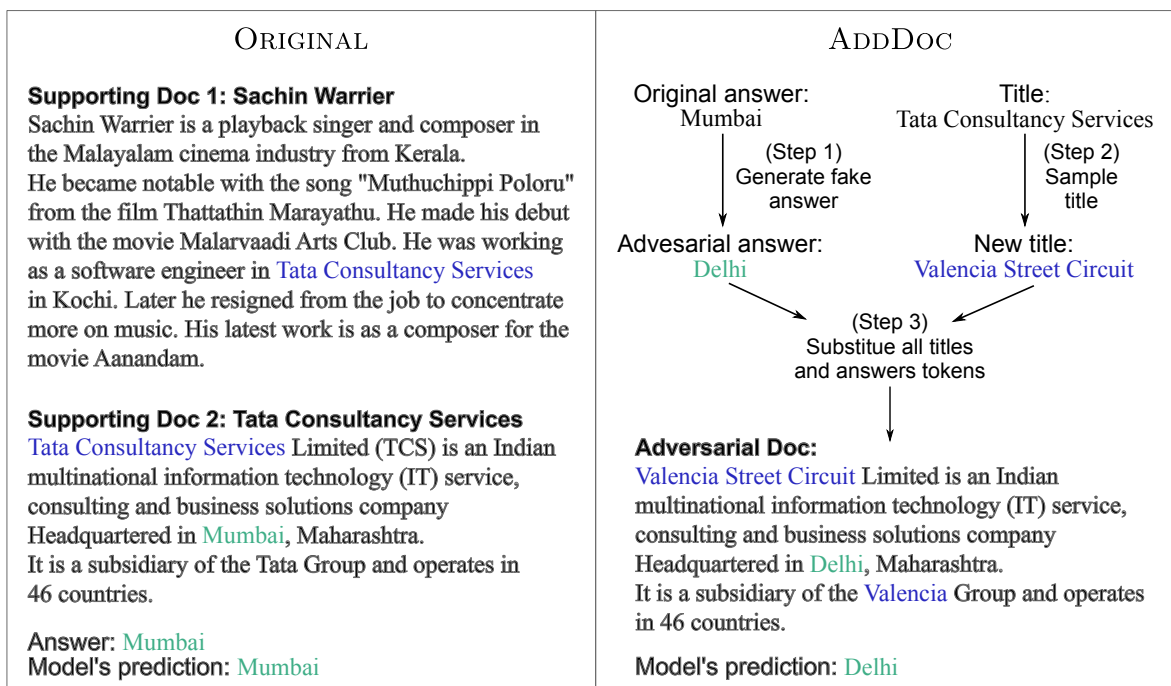 ORIGINAL
Supporting Doc 1: Sachin Warrier
Sachin Warrier is a playback singer and composer in
the Malayalam cinema industry from Kerala.
He became notable with the song "Muthuchippi Poloru"
from the film Thattathin Marayathu. He made his debut
with the movie Malarvaadi Arts Club. He was working
as a software engineer in Tata Consultancy Services
in Kochi. Later he resigned from the job to concentrate
more on music. His latest work is as a composer for the
movie Aanandam.
Supporting Doc 2: Tata Consultancy Services
Tata Consultancy Services Limited (TCS) is an Indian
multinational information technology (IT) service,
consulting and business solutions company
Headquartered in Mumbai, Maharashtra.
It is a subsidiary of the Tata Group and operates in
46 countries.
Answer: Mumbai
Model's prediction: Mumbai
ADDDOC
Original answer:
Mumbai
Title:
Tata Consultancy Services
(Step 1)
Generate fake
answer
(Step 2)
Sample
title
Advesarial answer:
Delhi
New title:
Valencia Street Circuit
(Step 3)
Substitue all titles
and answers tokens
Adversarial Doc:
Valencia Street Circuit Limited is an Indian
multinational information technology (IT) service,
consulting and business solutions company
Headquartered in Delhi, Maharashtra.
It is a subsidiary of the Valencia Group and operates
in 46 countries.
Model's prediction: Delhi